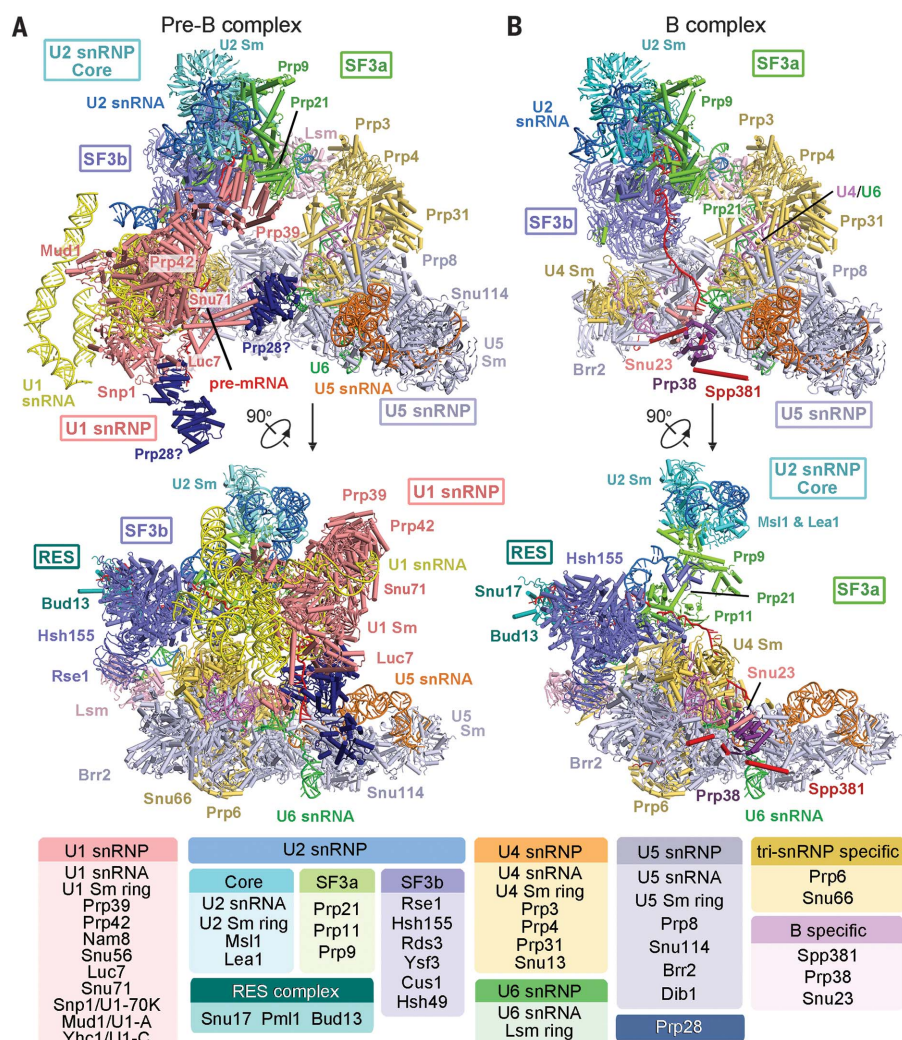 A
Pre-B complex
U2 snRNP
Core
U2 Sm
Prp9
SF3a
U2 snRNA
Prp21
Lsm
Prp3
SF3b
Prp4
Prp31
Mud1
Prp42
Prp39
Prp8
Snu71
Snu114
U5
Sm
Prp28?
Luc7
U6
Snp1
pre-mRNA
U5 snRNA
U1
snRNA
U1 snRNP
U5 snRNP
Prp28?
90°
U2 Sm
Prp39
U1 snRNP
SF3b
Prp42
RES
U1 snRNA
Bud13
Snu71
Hsh155
U1 Sm
Rse1
Luc7
U5 snRNA
Lsm
U5
Sm
Brr2
Snu66
Snu114
Prp6
U6 snRNA
B
B complex
U2 Sm
SF3a
U2
snRNA
Prp9
Prp3
Prp4
U4/U6
SF3b
Prp21
Prp31
U4 Sm
Prp8
Brr2
Snu23
Prp38
Spp381
U5 snRNP
90°
U2 Sm
U2 snRNP
Core
Msl1 & Lea1
RES
Hsh155
Prp9
Snu17
SF3a
Prp21
Bud13
Prp11
U4 Sm
Snu23
Brr2
Prp6
Prp38
Spp381
U6 snRNA
U1 snRNP
U1 snRNA
U1 Sm ring
Prp39
Prp42
Nam8
Snu56
Luc7
Snu71
Snp1/U1-70K
Mud1/U1-A
Yhc1/U1-C
U2 snRNP
Core
U2 snRNA
U2 Sm ring
Msl1
Lea1
SF3a
Prp21
Prp11
Prp9
SF3b
Rse1
Hsh155
Rds3
Ysf3
Cus1
Hsh49
RES complex
Snu17 Pml1 Bud13
U4 snRNP
U4 snRNA
U4 Sm ring
Prp3
Prp4
Prp31
Snu13
U6 snRNP
U6 snRNA
Lsm ring
U5 snRNP
U5 snRNA
U5 Sm ring
Prp8
Snu114
Brr2
Dib1
Prp28
tri-snRNP specific
Prp6
Snu66
B specific
Spp381
Prp38
Snu23